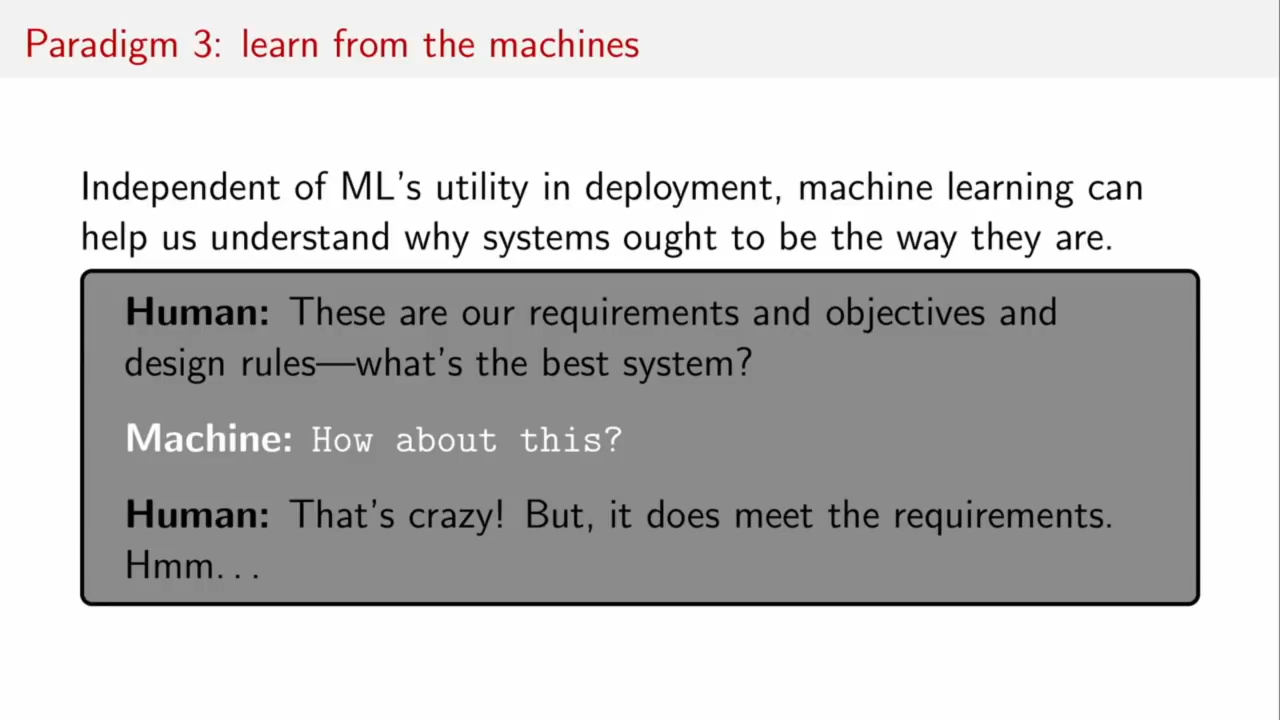 Paradigm 3: learn from the machines
Independent of ML’s utility in deployment, machine learning can
help us understand why systems ought to be the way they are.
Human: These are our requirements and objectives and
design rules—what’s the best system?
Machine: How about this?
Human: That’s crazy! But, it does meet the requirements.
Hmm. . .